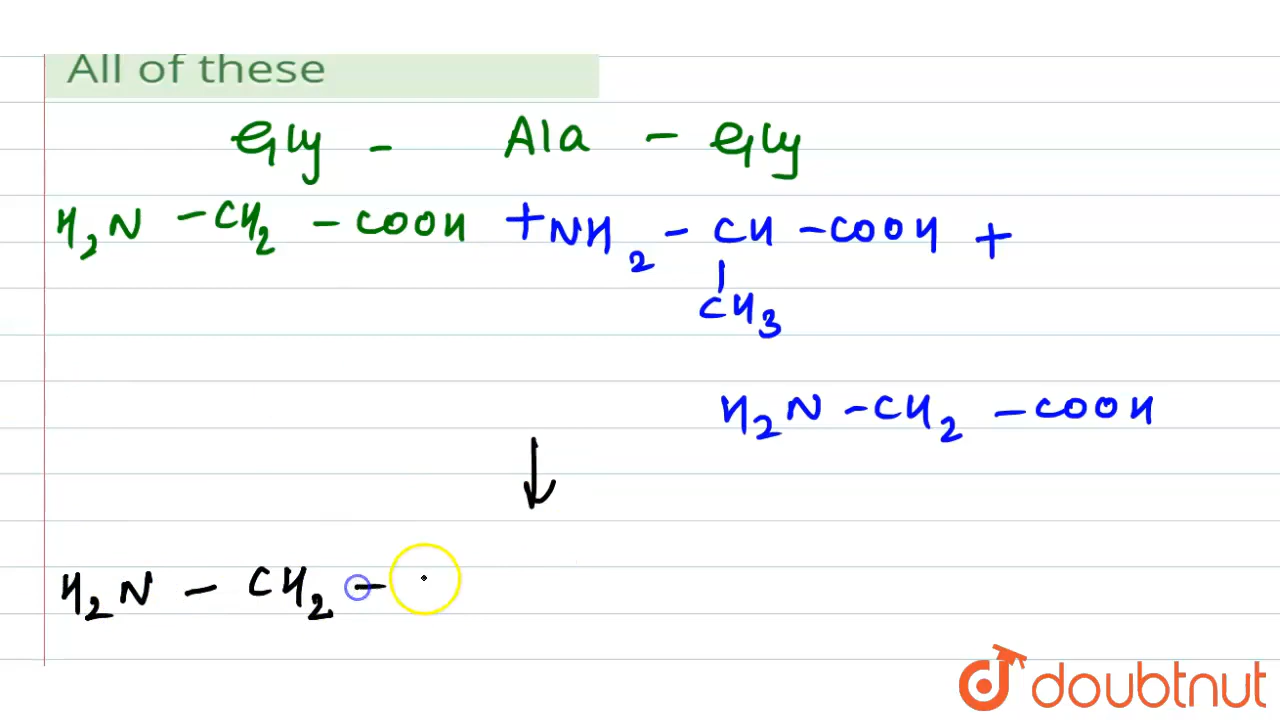 All of these
Gly - Ala - Gly
H2N - CH2 - COOH + NH2 - CH - COOH +
CH3
H2N - CH2 - COOH
H2N - CH2 -
doubtnut